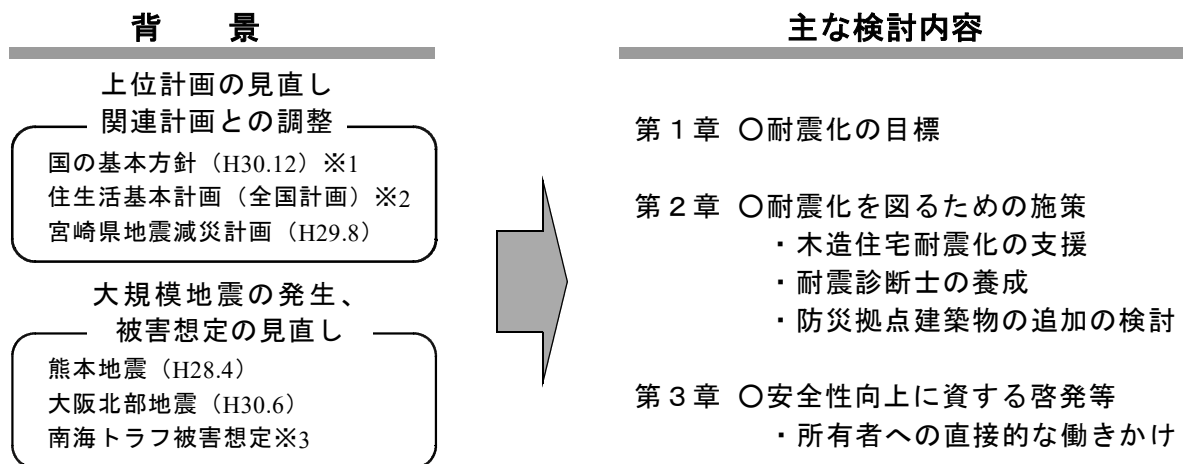 背　景
上位計画の見直し
関連計画との調整
国の基本方針（H30.12）※1
住生活基本計画（全国計画）※2
宮崎県地震減災計画（H29.8）
大規模地震の発生、
被害想定の見直し
熊本地震（H28.4）
大阪北部地震（H30.6）
南海トラフ被害想定※3
主な検討内容
第１章 〇耐震化の目標
第２章 〇耐震化を図るための施策
・木造住宅耐震化の支援
・耐震診断士の養成
・防災拠点建築物の追加の検討
第３章 〇安全性向上に資する啓発等
・所有者への直接的な働きかけ